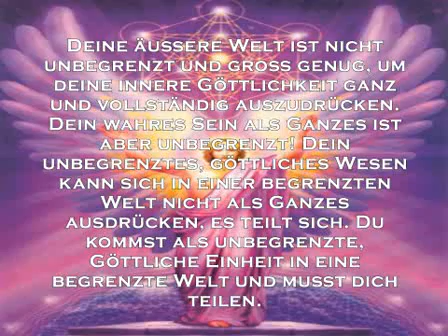 Deine äussere Welt ist nicht
unbegrenzt und gross genug, um
deine innere Göttlichkeit ganz
und vollständig auszudrücken.
Dein wahres Sein als Ganzes ist
aber unbegrenzt! Dein
unbegrenztes, göttliches Wesen
kann sich in einer begrenzten
Welt nicht als Ganzes
ausdrücken, es teilt sich. Du
kommst als unbegrenzte,
Göttliche Einheit in eine
begrenzte Welt und musst dich
teilen.